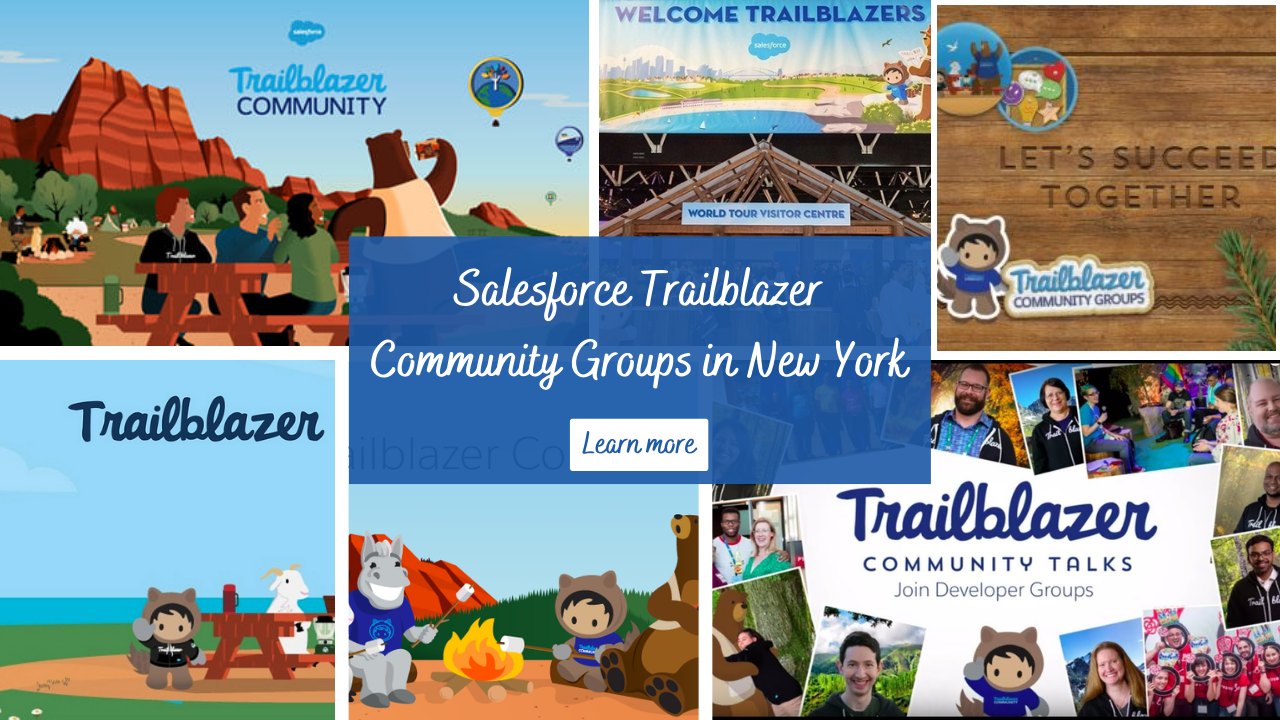 salesforce
Trailblazer
COMMUNITY
WELCOME TRAILBLAZERS
salesforce
WORLD TOUR VISITOR CENTRE
LET'S SUCCEED
TOGETHER
Trailblazer
COMMUNITY GROUPS
Salesforce Trailblazer
Community Groups in New York
Learn more
Trailblazer
ailblazer Co
Trailblazer
COMMUNITY TALKS
Join Developer Groups
COMMUNITY